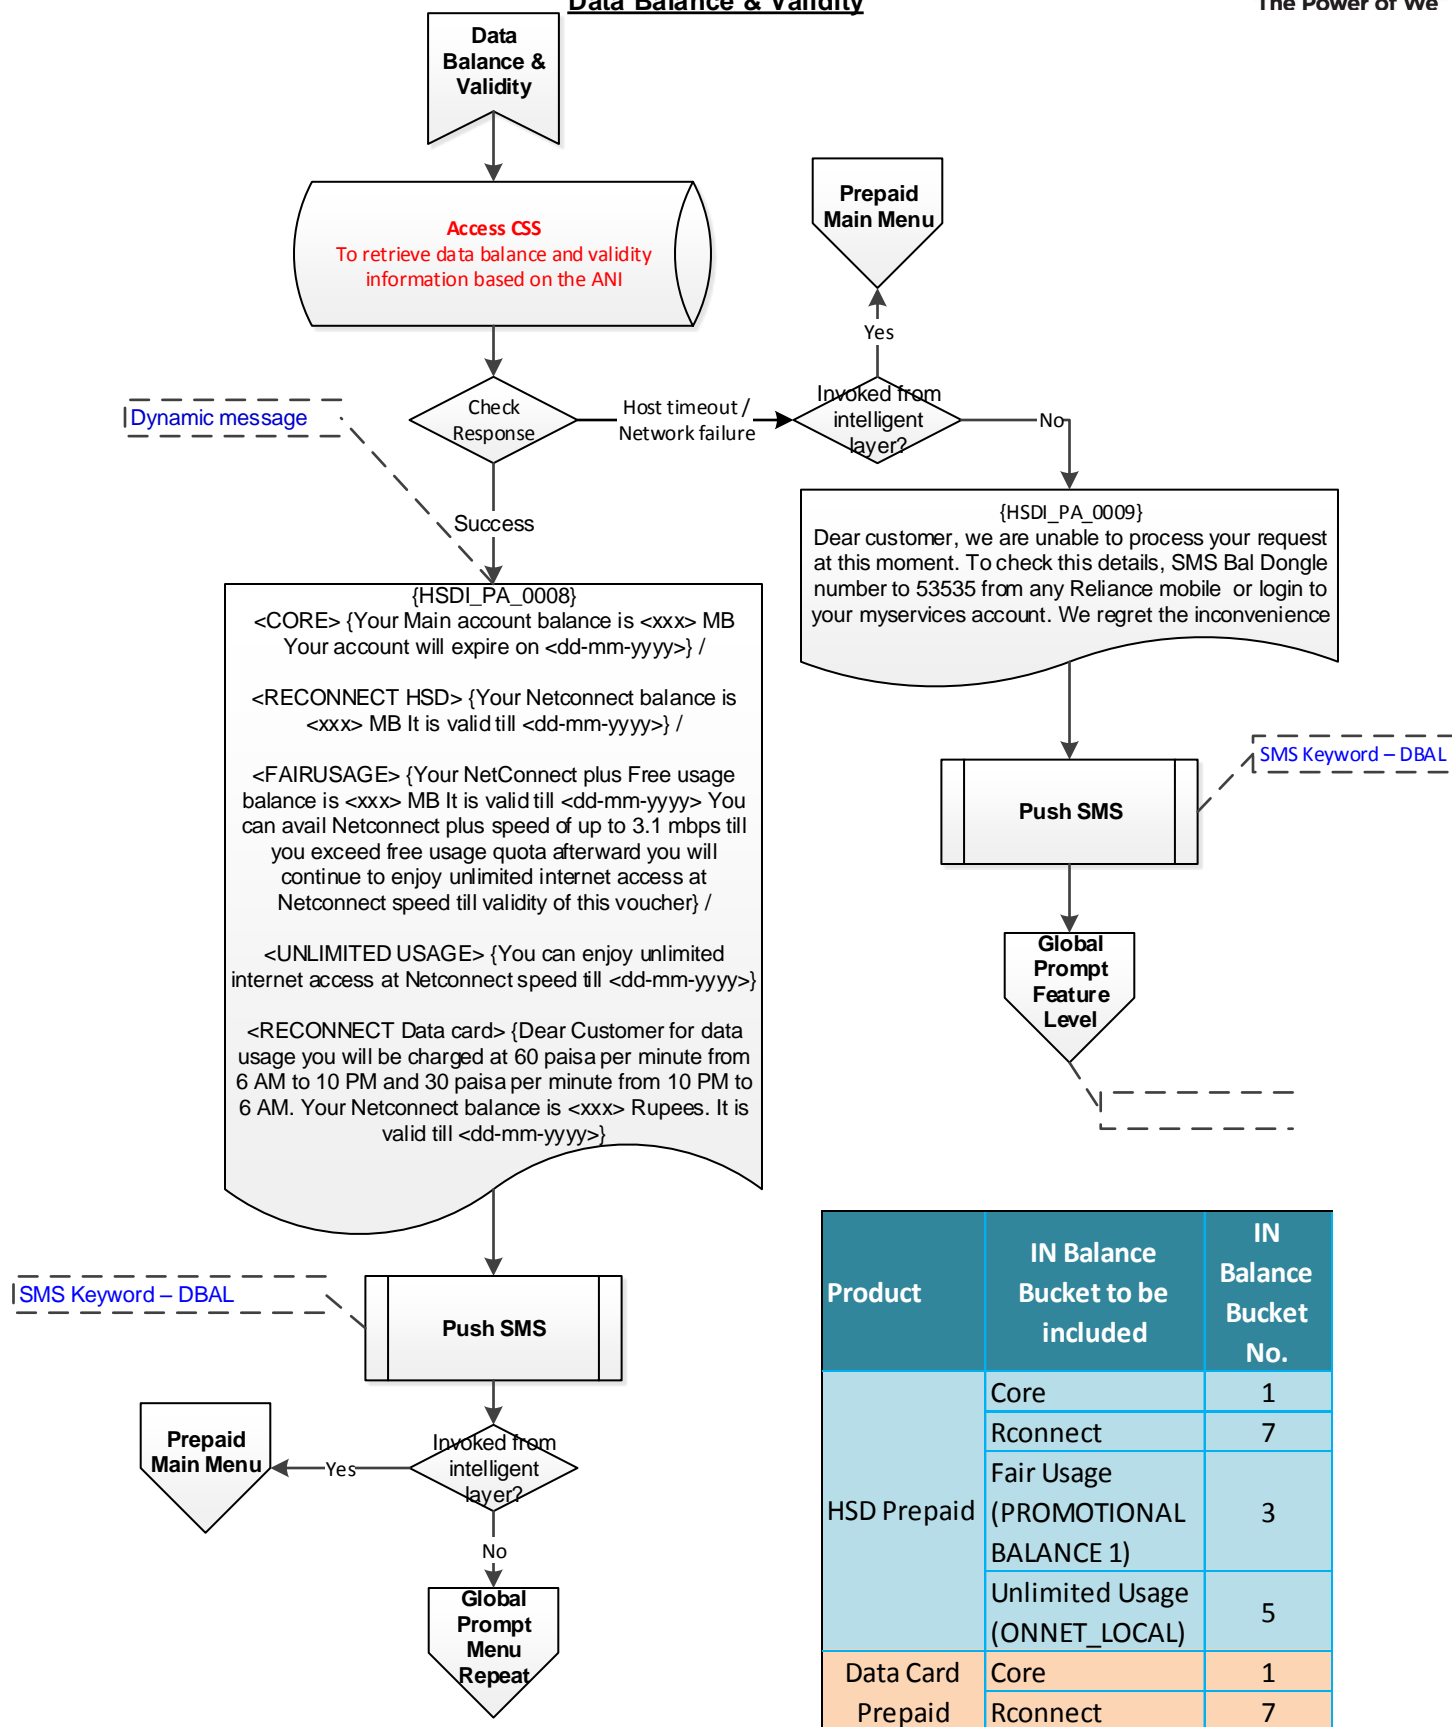 Data Balance & Validity
The Power of We
Data
Balance &
Validity
Access CSS
To retrieve data balance and validity
information based on the ANI
Prepaid
Main Menu
Yes
Dynamic message
Check
Response
Host timeout /
Network failure
Invoked from
intelligent
layer?
No
Success
{HSDI_PA_0009}
Dear customer, we are unable to process your request
at this moment. To check this details, SMS Bal Dongle
number to 53535 from any Reliance mobile or login to
your myservices account. We regret the inconvenience
{HSDI_PA_0008}
<CORE> {Your Main account balance is <xxx> MB
Your account will expire on <dd-mm-yyyy>} /
<RECONNECT HSD> {Your Netconnect balance is
<xxx> MB It is valid till <dd-mm-yyyy>} /
<FAIRUSAGE> {Your NetConnect plus Free usage
balance is <xxx> MB It is valid till <dd-mm-yyyy> You
can avail Netconnect plus speed of up to 3.1 mbps till
you exceed free usage quota afterward you will
continue to enjoy unlimited internet access at
Netconnect speed till validity of this voucher} /
<UNLIMITED USAGE> {You can enjoy unlimited
internet access at Netconnect speed till <dd-mm-yyyy>}
<RECONNECT Data card> {Dear Customer for data
usage you will be charged at 60 paisa per minute from
6 AM to 10 PM and 30 paisa per minute from 10 PM to
6 AM. Your Netconnect balance is <xxx> Rupees. It is
valid till <dd-mm-yyyy>}
SMS Keyword – DBAL
Push SMS
Global
Prompt
Feature
Level
SMS Keyword – DBAL
Push SMS
Prepaid
Main Menu
Yes
Invoked from
intelligent
layer?
No
Global
Prompt
Menu
Repeat
Product
IN Balance
Bucket to be
included
IN
Balance
Bucket
No.
HSD Prepaid
Core 1
Rconnect 7
Fair Usage
(PROMOTIONAL
BALANCE 1)
3
Unlimited Usage
(ONNET_LOCAL)
5
Data Card
Prepaid
Core 1
Rconnect 7